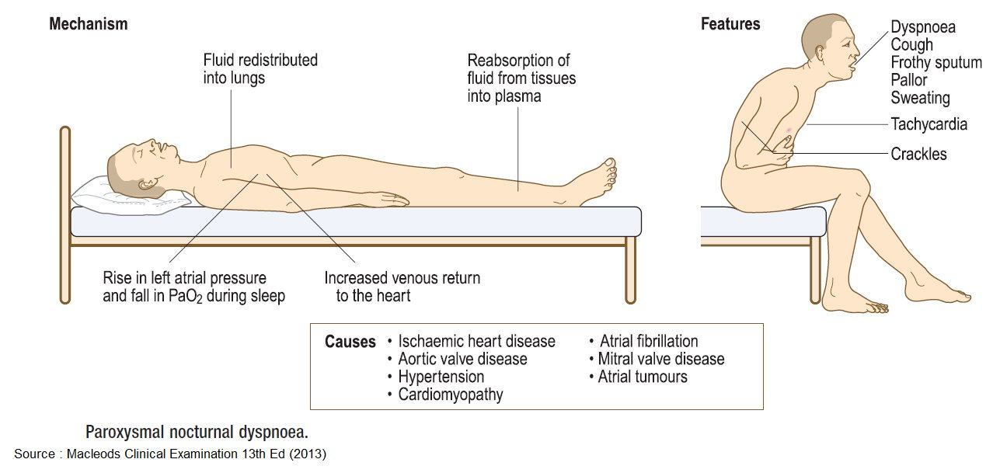 Mechanism
Fluid redistributed
into lungs
Reabsorption of
fluid from tissues
into plasma
Rise in left atrial pressure
and fall in PaO2 during sleep
Increased venous return
to the heart
Features
Dyspnoea
Cough
Frothy sputum
Pallor
Sweating
Tachycardia
Crackles
Causes
• Ischaemic heart disease
• Aortic valve disease
• Hypertension
• Cardiomyopathy
• Atrial fibrillation
• Mitral valve disease
• Atrial tumours
Paroxysmal nocturnal dyspnoea.
Source : Macleods Clinical Examination 13th Ed (2013)